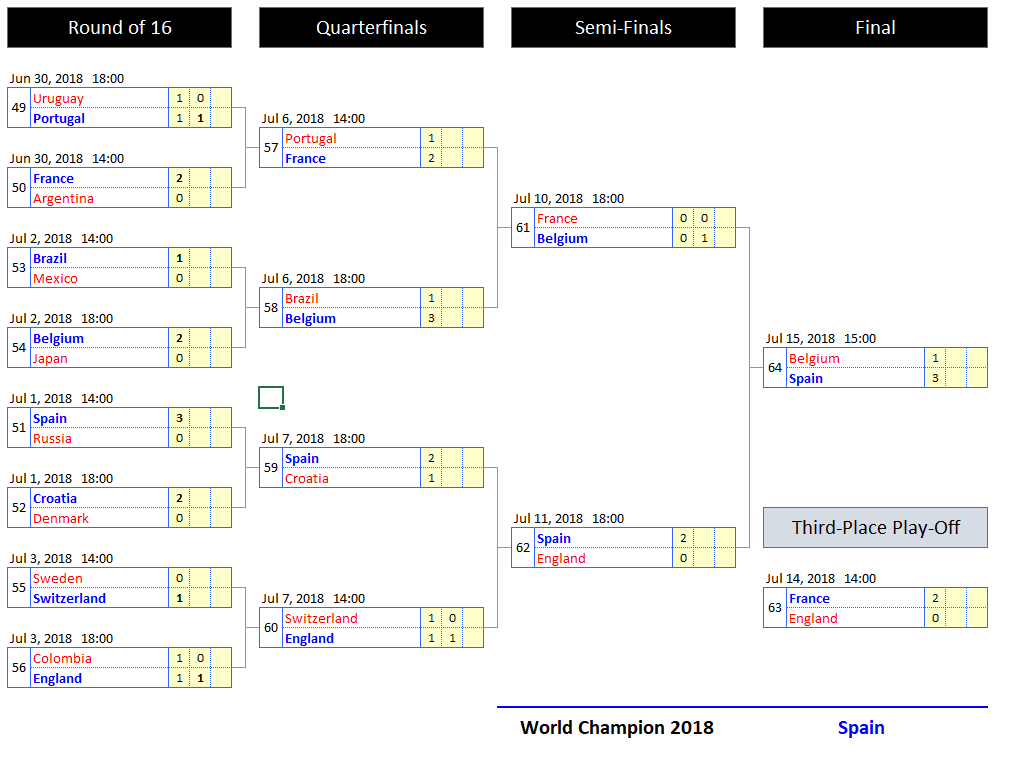 Round of 16
Quarterfinals
Semi-Finals
Final
Jun 30, 2018 18:00
49
Uruguay 1 0
Portugal 1 1
Jun 30, 2018 14:00
50
France 2
Argentina 0
Jul 2, 2018 14:00
53
Brazil 1
Mexico 0
Jul 2, 2018 18:00
54
Belgium 2
Japan 0
Jul 1, 2018 14:00
51
Spain 3
Russia 0
Jul 1, 2018 18:00
52
Croatia 2
Denmark 0
Jul 3, 2018 14:00
55
Sweden 0
Switzerland 1
Jul 3, 2018 18:00
56
Colombia 1 0
England 1 1
Jul 6, 2018 14:00
57
Portugal 1
France 2
Jul 6, 2018 18:00
58
Brazil 1
Belgium 3
Jul 7, 2018 18:00
59
Spain 2
Croatia 1
Jul 7, 2018 14:00
60
Switzerland 1 0
England 1 1
Jul 10, 2018 18:00
61
France 0 0
Belgium 0 1
Jul 11, 2018 18:00
62
Spain 2
England 0
Jul 15, 2018 15:00
64
Belgium 1
Spain 3
Third-Place Play-Off
Jul 14, 2018 14:00
63
France 2
England 0
World Champion 2018 Spain